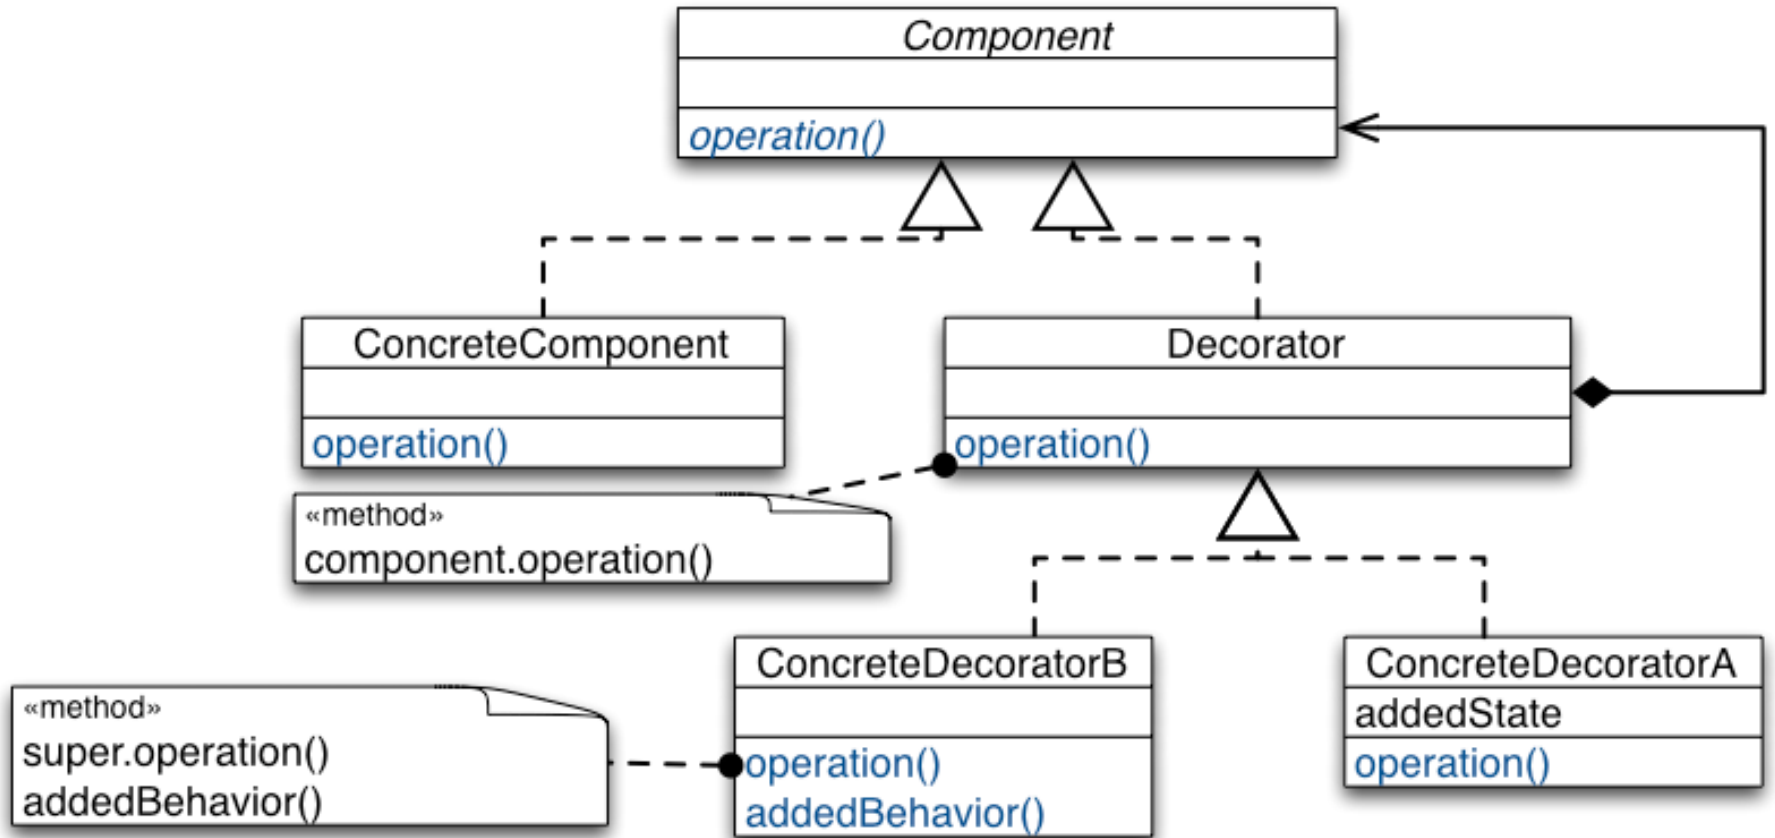 Component
operation()
ConcreteComponent
operation()
Decorator
operation()
«method»
component.operation()
ConcreteDecoratorB
operation()
addedBehavior()
ConcreteDecoratorA
addedState
operation()
«method»
super.operation()
addedBehavior()